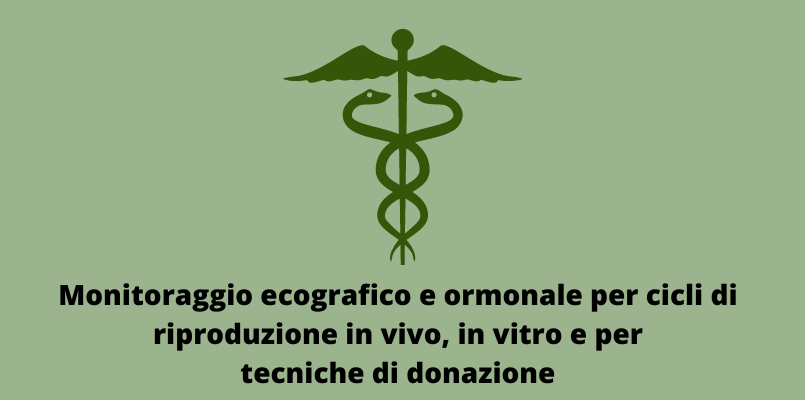 Monitoraggio ecografico e ormonale per cicli di
riproduzione in vivo, in vitro e per
tecniche di donazione